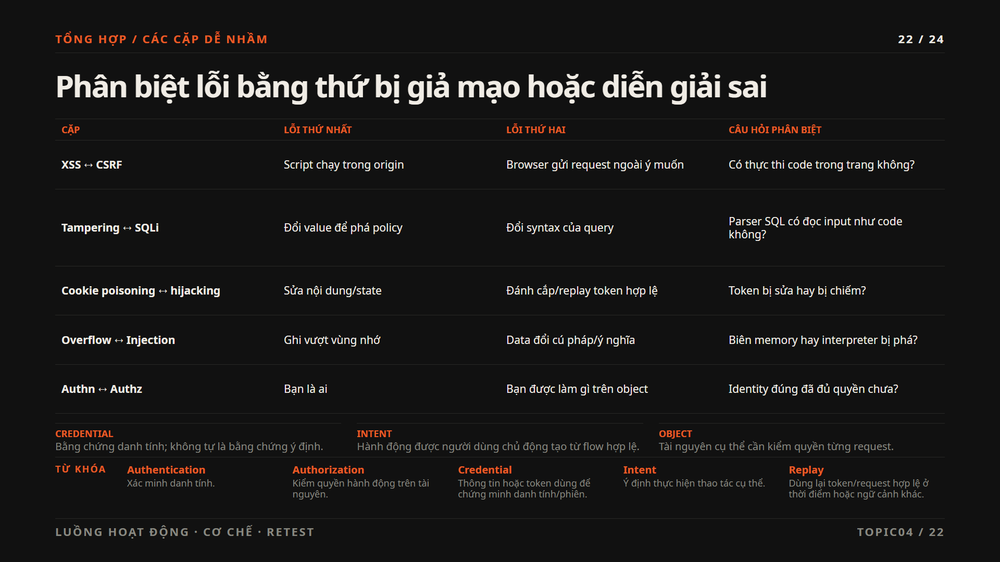 TỔNG HỢP / CÁC CẶP DỄ NHẦM
22 / 24
Phân biệt lỗi bằng thứ bị giả mạo hoặc diễn giải sai
CẶP
LỖI THỨ NHẤT
LỖI THỨ HAI
CÂU HỎI PHÂN BIỆT
XSS ↔ CSRF
Script chạy trong origin
Browser gửi request ngoài ý muốn
Có thực thi code trong trang không?
Tampering ↔ SQLi
Đổi value để phá policy
Đổi syntax của query
Parser SQL có đọc input như code
không?
Cookie poisoning ↔ hijacking
Sửa nội dung/state
Đánh cắp/replay token hợp lệ
Token bị sửa hay bị chiếm?
Overflow ↔ Injection
Ghi vượt vùng nhớ
Data đổi cú pháp/ý nghĩa
Biên memory hay interpreter bị phá?
Authn ↔ Authz
Bạn là ai
Bạn được làm gì trên object
Identity đúng đã đủ quyền chưa?
CREDENTIAL
Bằng chứng danh tính; không tự là bằng chứng ý định.
INTENT
Hành động được người dùng chủ động tạo từ flow hợp lệ.
OBJECT
Tài nguyên cụ thể cần kiểm quyền từng request.
TỪ KHÓA
Authentication
Xác minh danh tính.
Authorization
Kiểm quyền hành động trên tài
nguyên.
Credential
Thông tin hoặc token dùng để
chứng minh danh tính/phiên.
Intent
Ý định thực hiện thao tác cụ thể.
Replay
Dùng lại token/request hợp lệ ở
thời điểm hoặc ngữ cảnh khác.
LUỒNG HOẠT ĐỘNG · CƠ CHẾ · RETEST
TOPIC04 / 22